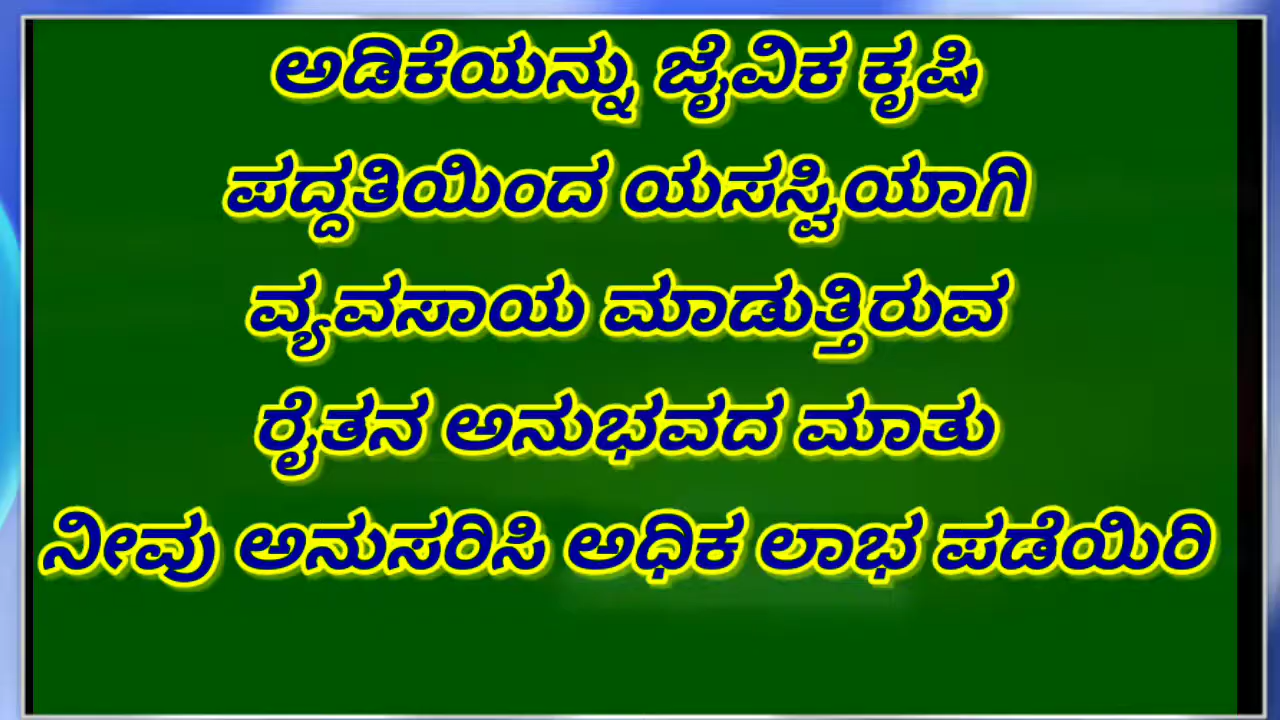 ಅಡಿಕೆಯನ್ನು ಜೈವಿಕ ಕೃಷಿ
ಪದ್ದತಿಯಿಂದ ಯಸಸ್ವಿಯಾಗಿ
ವ್ಯವಸಾಯ ಮಾಡುತ್ತಿರುವ
ರೈತನ ಅನುಭವದ ಮಾತು
ನೀವು ಅನುಸರಿಸಿ ಅಧಿಕ ಲಾಭ ಪಡೆಯಿರಿ